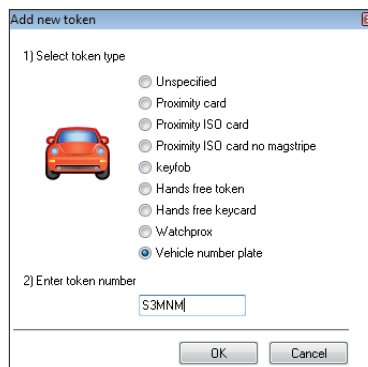 Add new token
1) Select token type
Unspecified
Proximity card
Proximity ISO card
Proximity ISO card no magstripe
keyfob
Hands free token
Hands free keycard
Watchprox
Vehicle number plate
2) Enter token number
S3MNM
OK
Cancel